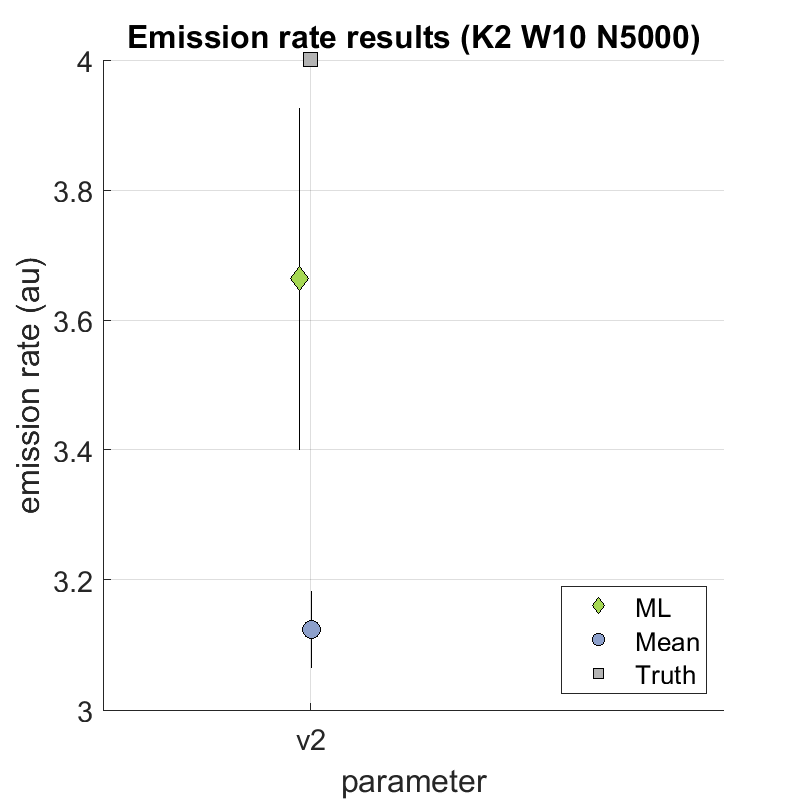 Emission rate results (K2 W10 N5000)
4
3.8
3.6
3.4
3.2
3
emission rate (au)
ML
Mean
Truth
v2
parameter